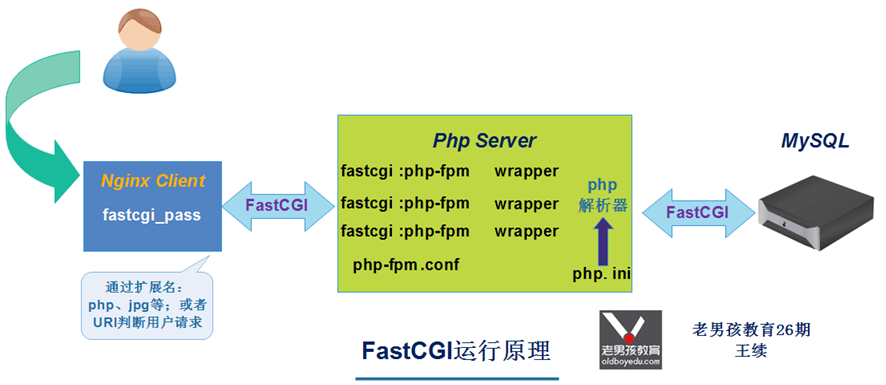 Nginx Client
fastcgi_pass
通过扩展名：
php、jpg等；或者
URI判断用户请求
FastCGI
Php Server
fastcgi :php-fpm wrapper
fastcgi :php-fpm wrapper
fastcgi :php-fpm wrapper
php-fpm .conf
php
解析器
php. ini
FastCGI
MySQL
FastCGI运行原理
老男孩教育
oldboyedu.com
老男孩教育26期
王续